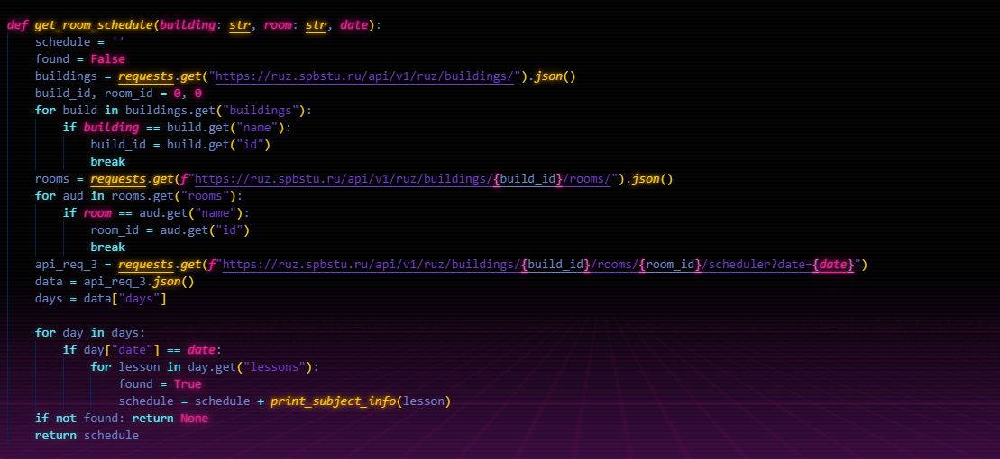 def get_room_schedule(building: str, room: str, date):
    schedule = ''
    found = False
    buildings = requests.get("https://ruz.spbstu.ru/api/v1/ruz/buildings/").json()
    build_id, room_id = 0, 0
    for build in buildings.get("buildings"):
        if building == build.get("name"):
            build_id = build.get("id")
            break
    rooms = requests.get(f"https://ruz.spbstu.ru/api/v1/ruz/buildings/{build_id}/rooms/").json()
    for aud in rooms.get("rooms"):
        if room == aud.get("name"):
            room_id = aud.get("id")
            break
    api_req_3 = requests.get(f"https://ruz.spbstu.ru/api/v1/ruz/buildings/{build_id}/rooms/{room_id}/scheduler?date={date}")
    data = api_req_3.json()
    days = data["days"]

    for day in days:
        if day["date"] == date:
            for lesson in day.get("lessons"):
                found = True
                schedule = schedule + print_subject_info(lesson)
    if not found: return None
    return schedule